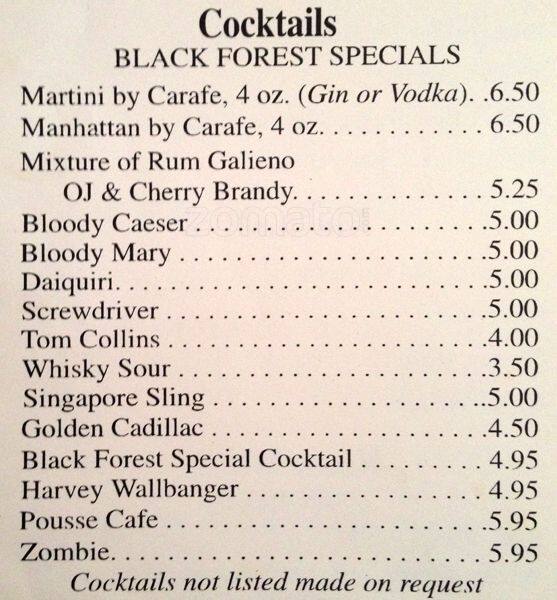 Cocktails
BLACK FOREST SPECIALS
Martini by Carafe, 4 oz. (Gin or Vodka). .6.50
Manhattan by Carafe, 4 oz. . . . . . . . . . . . . 6.50
Mixture of Rum Galieno
OJ & Cherry Brandy. . . . . . . . . . . . . . 5.25
Bloody Caeser . . . . . . . . . . . . . . . . . . . . . .5.00
Bloody Mary . . . . . . . . . . . . . . . . . . . . . . .5.00
Daiquiri. . . . . . . . . . . . . . . . . . . . . . . . . . .5.00
Screwdriver . . . . . . . . . . . . . . . . . . . . . . . .5.00
Tom Collins . . . . . . . . . . . . . . . . . . . . . . . 4.00
Whisky Sour . . . . . . . . . . . . . . . . . . . . . . .3.50
Singapore Sling . . . . . . . . . . . . . . . . . . . ..5.00
Golden Cadillac . . . . . . . . . . . . . . . . . . . . 4.50
Black Forest Special Cocktail . . . . . . . . . . 4.95
Harvey Wallbanger . . . . . . . . . . . . . . . . . . 4.95
Pousse Cafe . . . . . . . . . . . . . . . . . . . . . . . .5.95
Zombie. . . . . . . . . . . . . . . . . . . . . . . . . . . .5.95
Cocktails not listed made on request
zomato